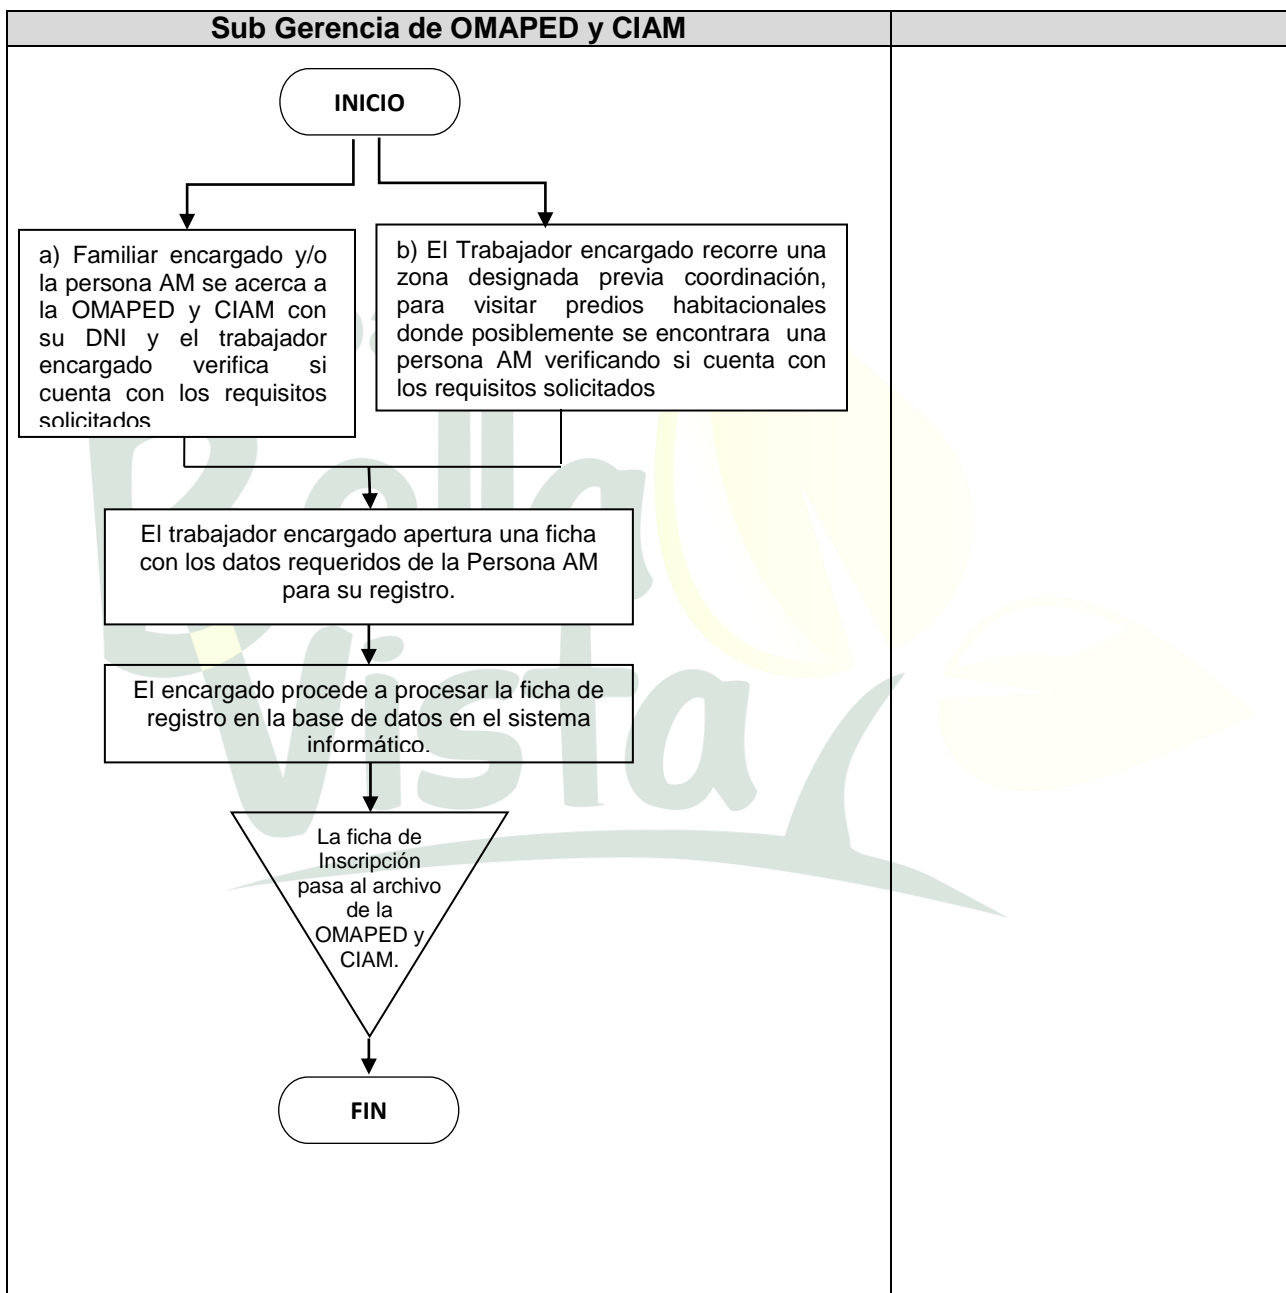 Sub Gerencia de OMAPED y CIAM
INICIO
a) Familiar encargado y/o
la persona AM se acerca a
la OMAPED y CIAM con
su DNI y el trabajador
encargado verifica si
cuenta con los requisitos
solicitados
b) El Trabajador encargado recorre una
zona designada previa coordinación,
para visitar predios habitacionales
donde posiblemente se encontrara una
persona AM verificando si cuenta con
los requisitos solicitados
El trabajador encargado apertura una ficha
con los datos requeridos de la Persona AM
para su registro.
El encargado procede a procesar la ficha de
registro en la base de datos en el sistema
informático.
La ficha de
Inscripción
pasa al archivo
de la
OMAPED y
CIAM.
FIN
Bella
Vista